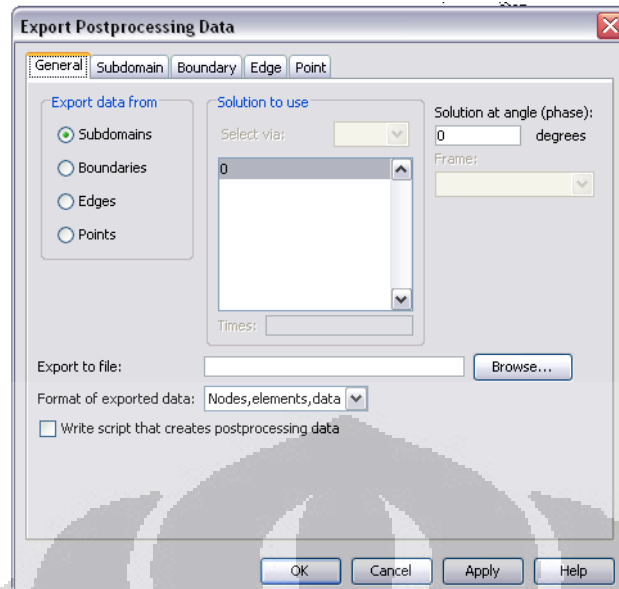 Export Postprocessing Data
General Subdomain Boundary Edge Point
Export data from
Subdomains
Boundaries
Edges
Points
Solution to use
Select via:
0
Times:
Solution at angle (phase):
0 degrees
Frame:
Export to file: Browse...
Format of exported data: Nodes,elements,data
Write script that creates postprocessing data
OK Cancel Apply Help